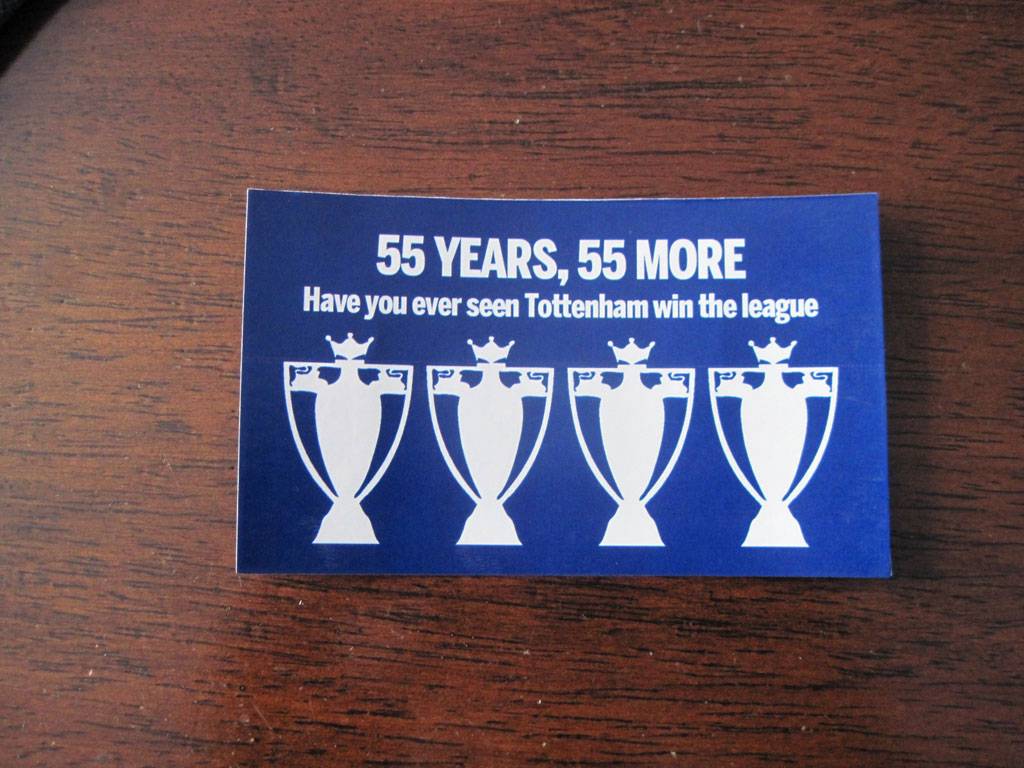 55 YEARS, 55 MORE
Have you ever seen Tottenham win the league